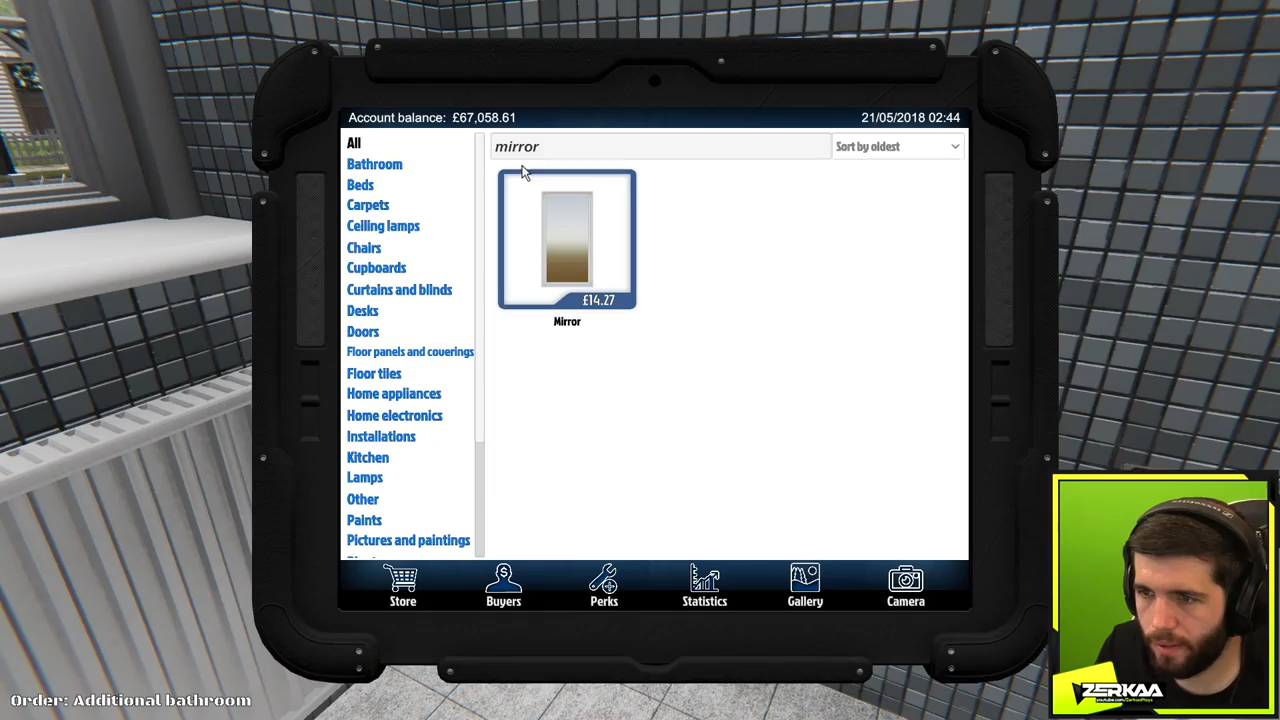 Account balance: £67,058.61
21/05/2018 02:44
All
mirror
Sort by oldest
Bathroom
Beds
Carpets
Ceiling lamps
Chairs
Cupboards
Curtains and blinds
Desks
Doors
Floor panels and coverings
Floor tiles
Home appliances
Home electronics
Installations
Kitchen
Lamps
Other
Paints
Pictures and paintings
£14.27
Mirror
Store
Buyers
Perks
Statistics
Gallery
Camera
Order: Additional bathroom
ZERKAA